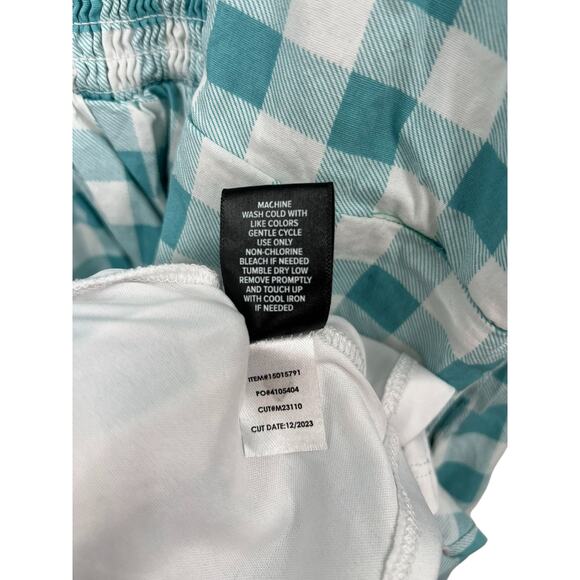 MACHINE
WASH COLD WITH
LIKE COLORS
GENTLE CYCLE
USE ONLY
NON-CHLORINE
BLEACH IF NEEDED
TUMBLE DRY LOW
REMOVE PROMPTLY
AND TOUCH UP
WITH COOL IRON
IF NEEDED
ITEM#15015791
PO#4105404
CUT#M23110
CUT DATE:12/2023